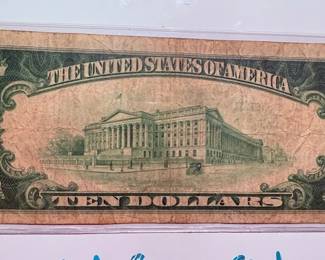 THE UNITED STATES OF AMERICA
TEN DOLLARS